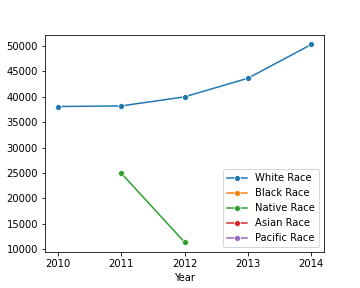 50000
45000
40000
35000
30000
25000
20000
15000
10000
White Race
Black Race
Native Race
Asian Race
Pacific Race
2010 2011 2012 2013 2014
Year